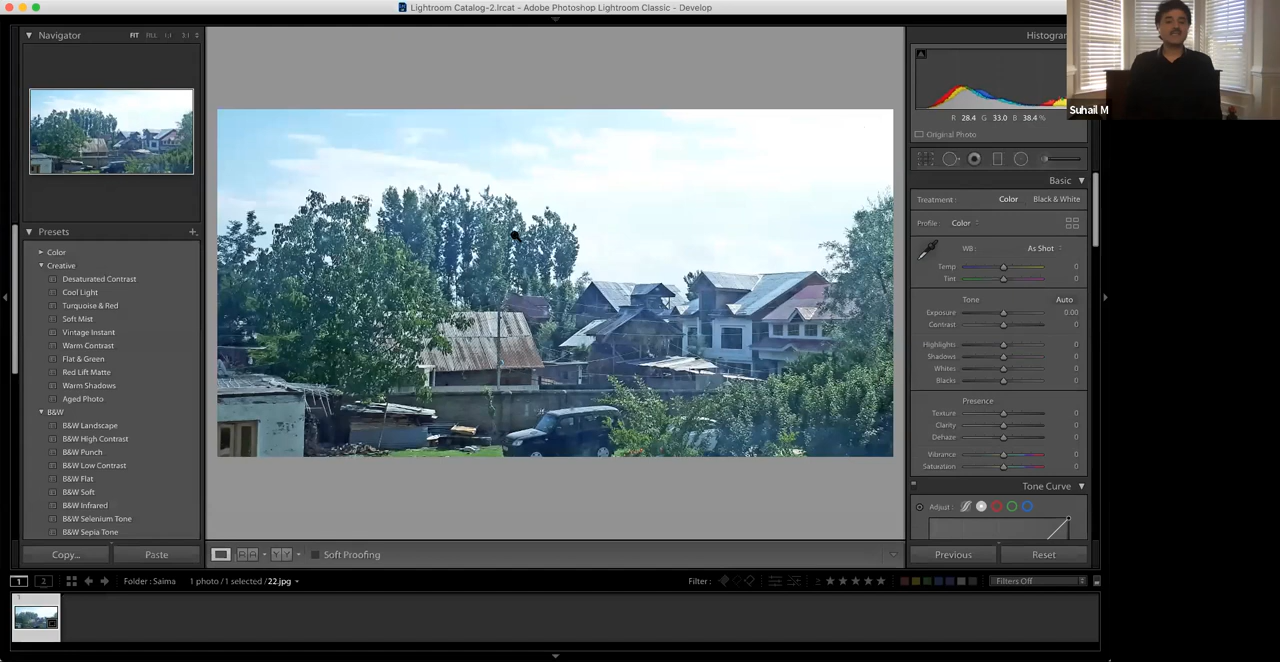 Lightroom Catalog-2.lrcat - Adobe Photoshop Lightroom Classic - Develop
Navigator FIT FILL 1:1 3:1
Presets +
Color
Creative
Desaturated Contrast
Cool Light
Turquoise & Red
Soft Mist
Vintage Instant
Warm Contrast
Flat & Green
Red Lift Matte
Warm Shadows
Aged Photo
B&W
B&W Landscape
B&W High Contrast
B&W Punch
B&W Low Contrast
B&W Flat
B&W Soft
B&W Infrared
B&W Selenium Tone
B&W Sepia Tone
Copy... Paste
Soft Proofing
Histogram
R 28.4 G 33.0 B 38.4 %
Original Photo
Basic
Treatment: Color Black & White
Profile: Color
WB: As Shot
Temp 0
Tint 0
Tone Auto
Exposure 0.00
Contrast 0
Highlights 0
Shadows 0
Whites 0
Blacks 0
Presence
Texture 0
Clarity 0
Dehaze 0
Vibrance 0
Saturation 0
Tone Curve
Adjust:
Previous Reset
Suhail M
1 2 Folder : Saima 1 photo / 1 selected / 22.jpg Filter : ≥ Filters Off
1